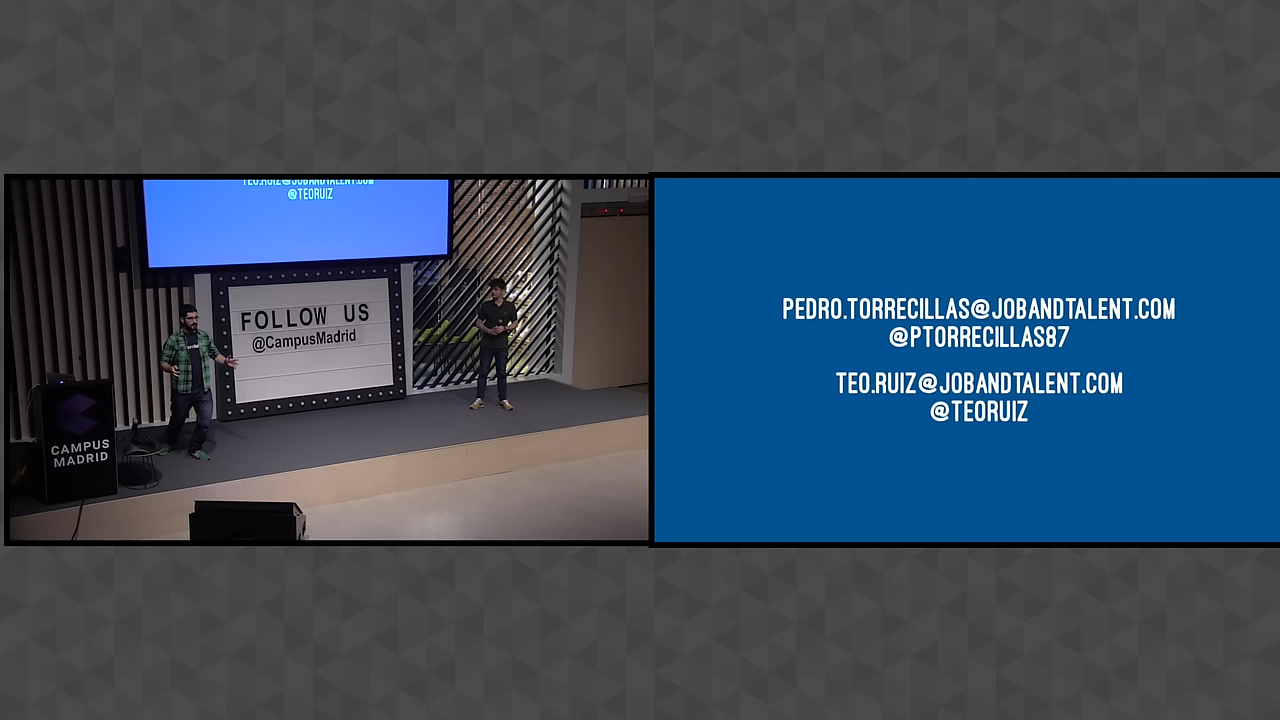 TEO.RUIZ@JOBANDTALENT.COM
@TEORUIZ
FOLLOW US
@CampusMadrid
CAMPUS
MADRID
PEDRO.TORRECILLAS@JOBANDTALENT.COM
@PTORRECILLAS87
TEO.RUIZ@JOBANDTALENT.COM
@TEORUIZ